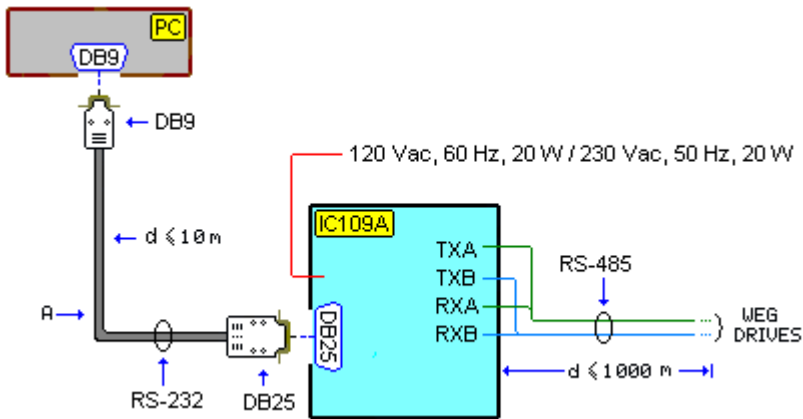 PC
DB9
DB9
120 Vac, 60 Hz, 20 W / 230 Vac, 50 Hz, 20 W
d ⩽ 10 m
IC109A
TXA
TXB
RXA
RXB
RS-485
A
DB25
WEG
DRIVES
d ⩽ 1000 m
RS-232
DB25